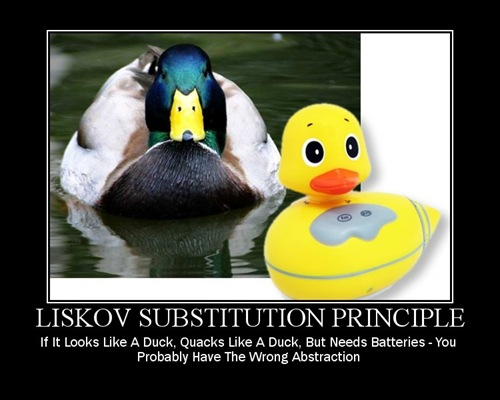 LISKOV SUBSTITUTION PRINCIPLE
If It Looks Like A Duck, Quacks Like A Duck, But Needs Batteries - You
Probably Have The Wrong Abstraction